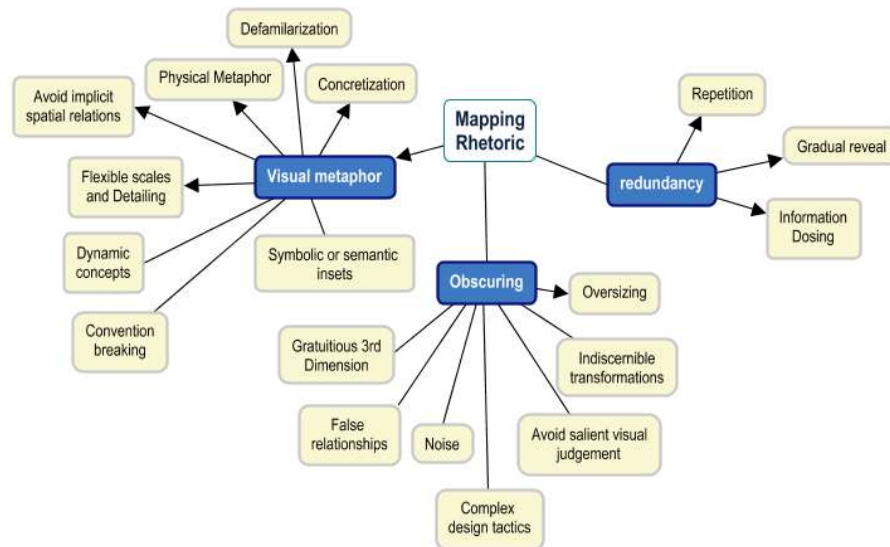 Defamilarization
Physical Metaphor
Concretization
Avoid implicit
spatial relations
Mapping
Rhetoric
Repetition
Gradual reveal
Visual metaphor
redundancy
Flexible scales
and Detailing
Information
Dosing
Dynamic
concepts
Symbolic or semantic
insets
Obscuring
Oversizing
Convention
breaking
Gratuitious 3rd
Dimension
Indiscernible
transformations
False
relationships
Noise
Avoid salient visual
judgement
Complex
design tactics